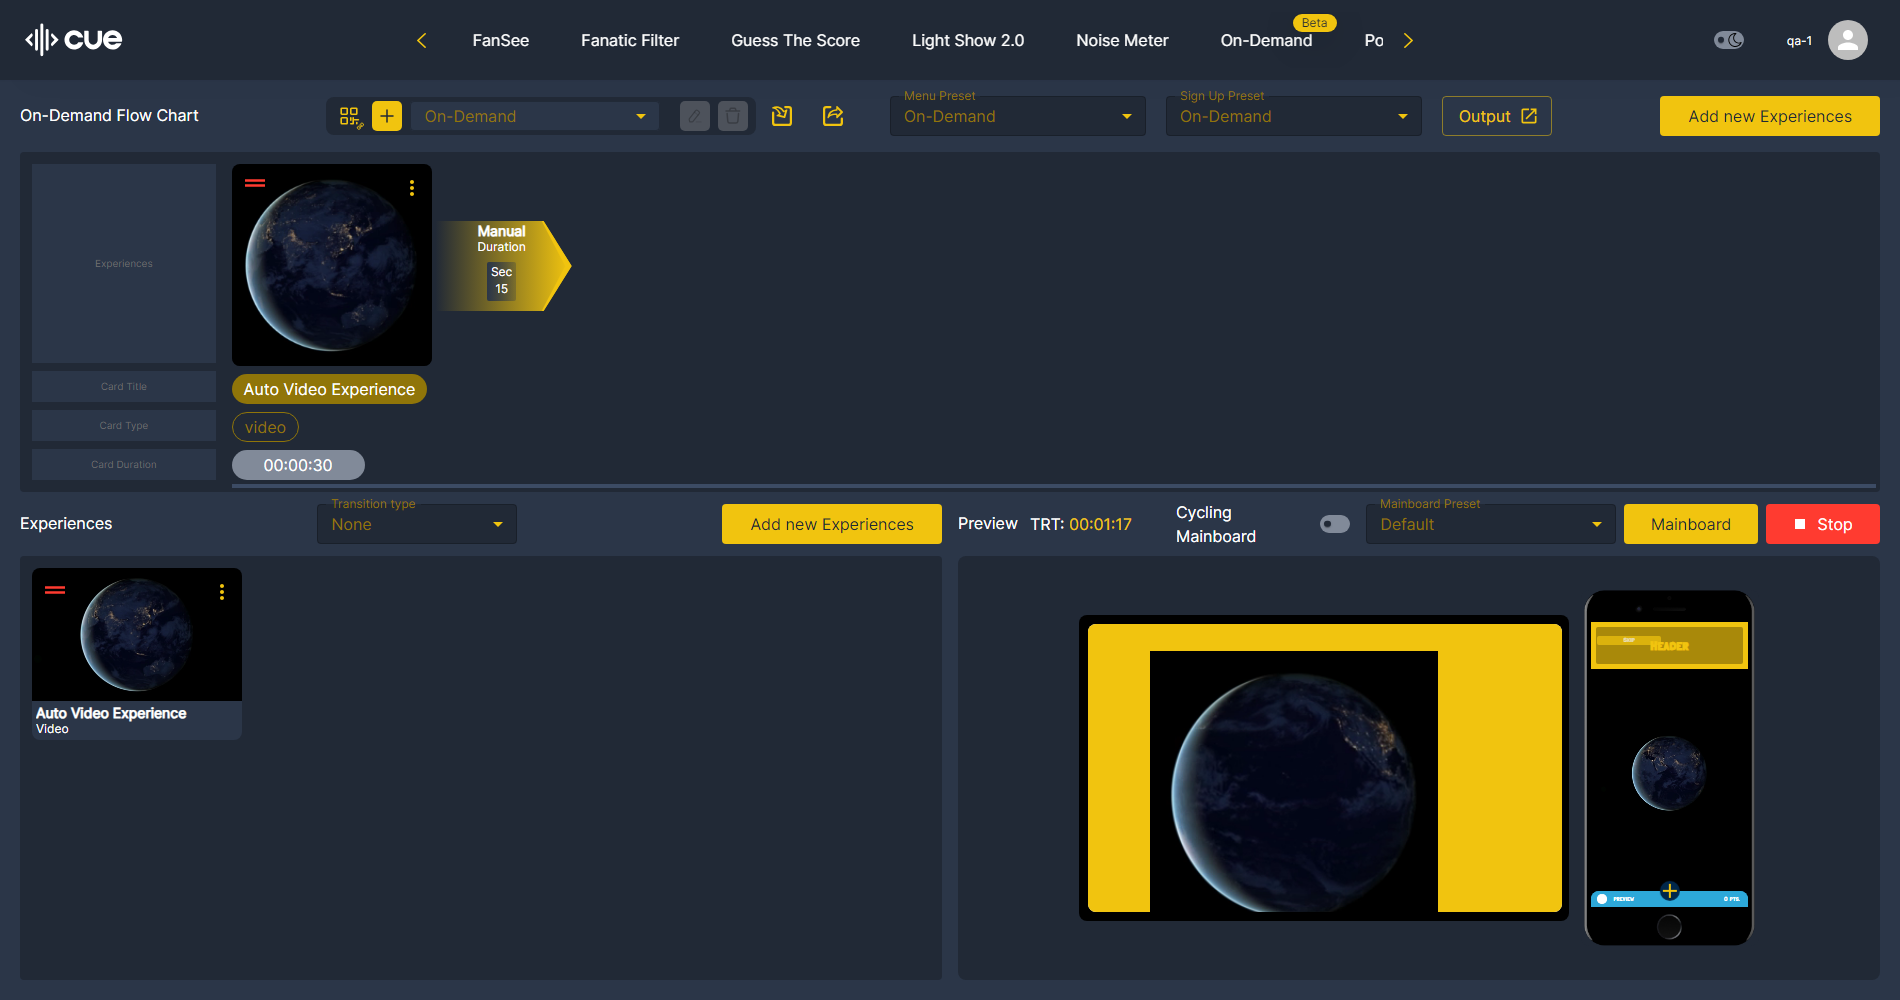 cue
FanSee
Fanatic Filter
Guess The Score
Light Show 2.0
Noise Meter
On-Demand
Beta
Po
qa-1
On-Demand Flow Chart
On-Demand
Menu Preset
On-Demand
Sign Up Preset
On-Demand
Output
Add new Experiences
Experiences
Manual
Duration
Sec
15
Card Title
Auto Video Experience
Card Type
video
Card Duration
00:00:30
Experiences
Transition type
None
Add new Experiences
Preview
TRT: 00:01:17
Cycling
Mainboard
Mainboard Preset
Default
Mainboard
Stop
Auto Video Experience
Video
HEADER
PREVIEW
0 PTS.